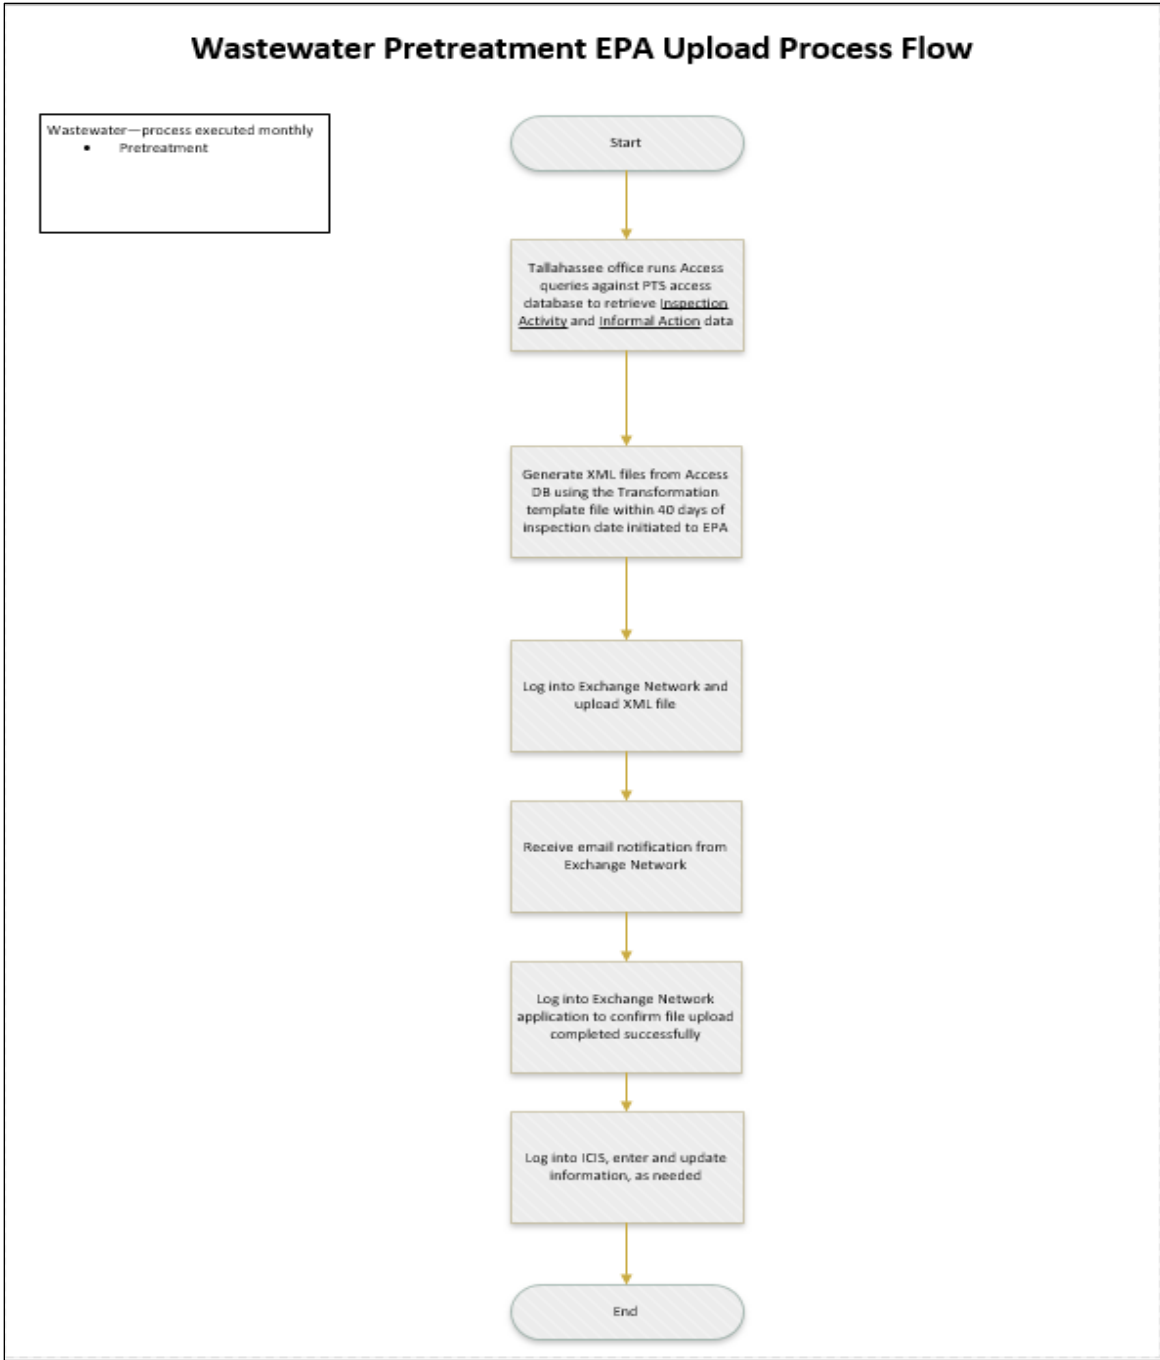 Wastewater Pretreatment EPA Upload Process Flow
Wastewater—process executed monthly
• Pretreatment
Start
Tallahassee office runs Access
queries against PTS access
database to retrieve Inspection
Activity and Informal Action data
Generate XML files from Access
DB using the Transformation
template file within 40 days of
inspection date initiated to EPA
Log into Exchange Network and
upload XML file
Receive email notification from
Exchange Network
Log into Exchange Network
application to confirm file upload
completed successfully
Log into ICIS, enter and update
information, as needed
End